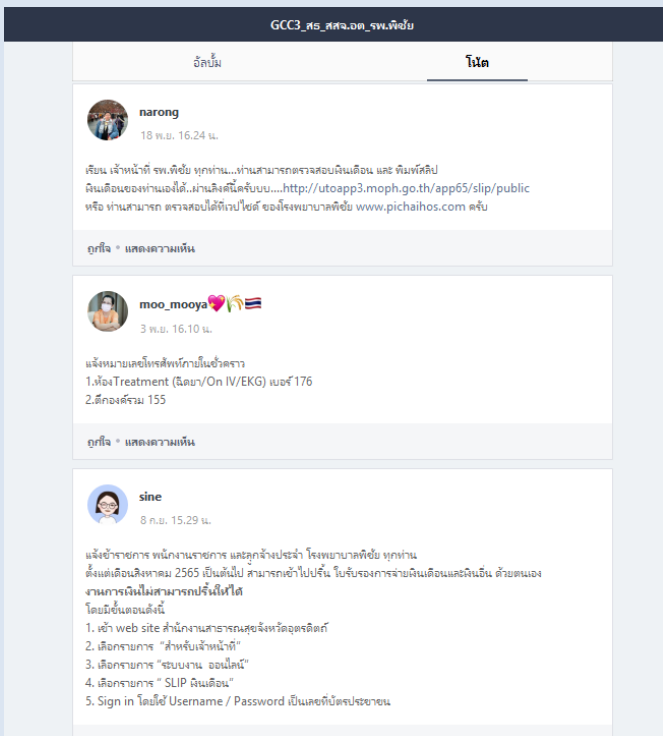 GCC3_สธ_สสจ.อต_รพ.พิชัย
อัลบั้ม
โน้ต
narong
18 พ.ย. 16.24 น.
เรียน เจ้าหน้าที่ รพ.พิชัย ทุกท่าน...ท่านสามารถตรวจสอบเงินเดือน และ พิมพ์สลิป
เงินเดือนของท่านเองได้..ผ่านลิงค์นี้ครับบบ....http://utoapp3.moph.go.th/app65/slip/public
หรือ ท่านสามารถ ตรวจสอบได้ที่เวปไซต์ ของโรงพยาบาลพิชัย www.pichaihos.com ครับ
ถูกใจ • แสดงความเห็น
moo_mooya💖🌾🇹🇭
3 พ.ย. 16.10 น.
แจ้งหมายเลขโทรศัพท์ภายในชั่วคราว
1.ห้องTreatment (ฉีดยา/On IV/EKG) เบอร์ 176
2.ตึกองค์รวม 155
ถูกใจ • แสดงความเห็น
sine
8 ก.ย. 15.29 น.
แจ้งข้าราชการ พนักงานราชการ และลูกจ้างประจำ โรงพยาบาลพิชัย ทุกท่าน
ตั้งแต่เดือนสิงหาคม 2565 เป็นต้นไป สามารถเข้าไปปริ้น ใบรับรองการจ่ายเงินเดือนและเงินอื่น ด้วยตนเอง
งานการเงินไม่สามารถปริ้นให้ได้
โดยมีขั้นตอนดังนี้
1. เข้า web site สำนักงานสาธารณสุขจังหวัดอุตรดิตถ์
2. เลือกรายการ “สำหรับเจ้าหน้าที่”
3. เลือกรายการ “ระบบงาน ออนไลน์”
4. เลือกรายการ “ SLIP เงินเดือน”
5. Sign in โดยใช้ Username / Password เป็นเลขที่บัตรประชาชน